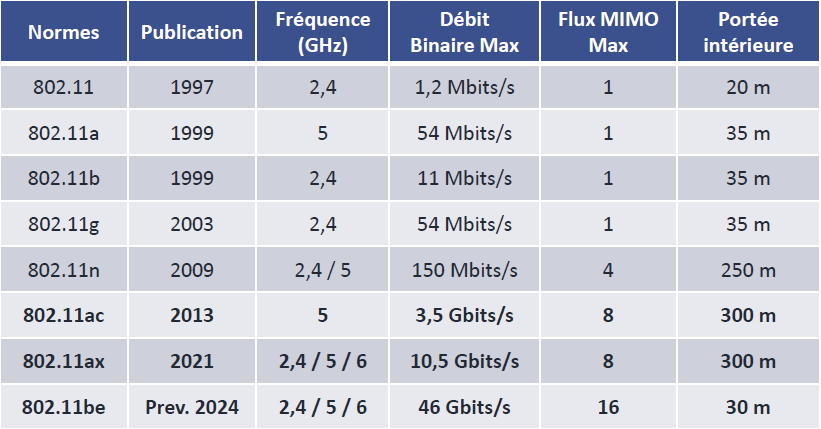 Normes Publication Fréquence (GHz) Débit Binaire Max Flux MIMO Max Portée intérieure
802.11 1997 2,4 1,2 Mbits/s 1 20 m
802.11a 1999 5 54 Mbits/s 1 35 m
802.11b 1999 2,4 11 Mbits/s 1 35 m
802.11g 2003 2,4 54 Mbits/s 1 35 m
802.11n 2009 2,4 / 5 150 Mbits/s 4 250 m
802.11ac 2013 5 3,5 Gbits/s 8 300 m
802.11ax 2021 2,4 / 5 / 6 10,5 Gbits/s 8 300 m
802.11be Prev. 2024 2,4 / 5 / 6 46 Gbits/s 16 30 m